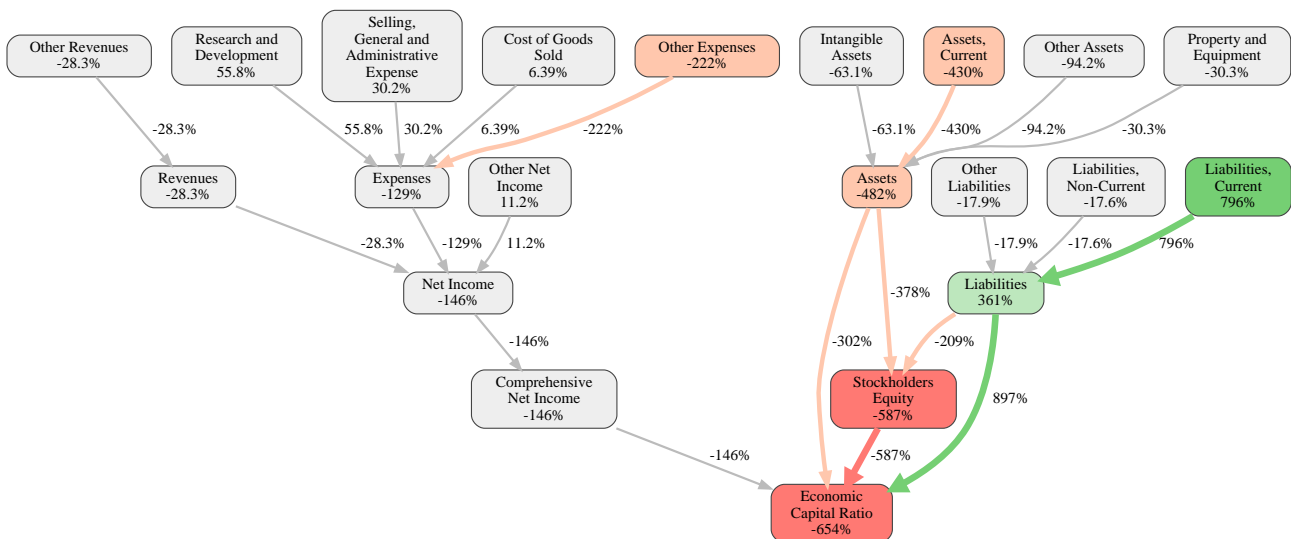 Other Revenues
-28.3%
Research and
Development
55.8%
Selling,
General and
Administrative
Expense
30.2%
Cost of Goods
Sold
6.39%
Other Expenses
-222%
Intangible
Assets
-63.1%
Assets,
Current
-430%
Other Assets
-94.2%
Property and
Equipment
-30.3%
-28.3%
55.8%
30.2%
6.39%
-222%
-63.1%
-430%
-94.2%
-30.3%
Revenues
-28.3%
Expenses
-129%
Other Net
Income
11.2%
Assets
-482%
Other
Liabilities
-17.9%
Liabilities,
Non-Current
-17.6%
Liabilities,
Current
796%
-28.3%
-129%
11.2%
-17.9%
-17.6%
796%
Net Income
-146%
-378%
Liabilities
361%
-146%
-302%
-209%
Comprehensive
Net Income
-146%
Stockholders
Equity
-587%
897%
-146%
-587%
Economic
Capital Ratio
-654%